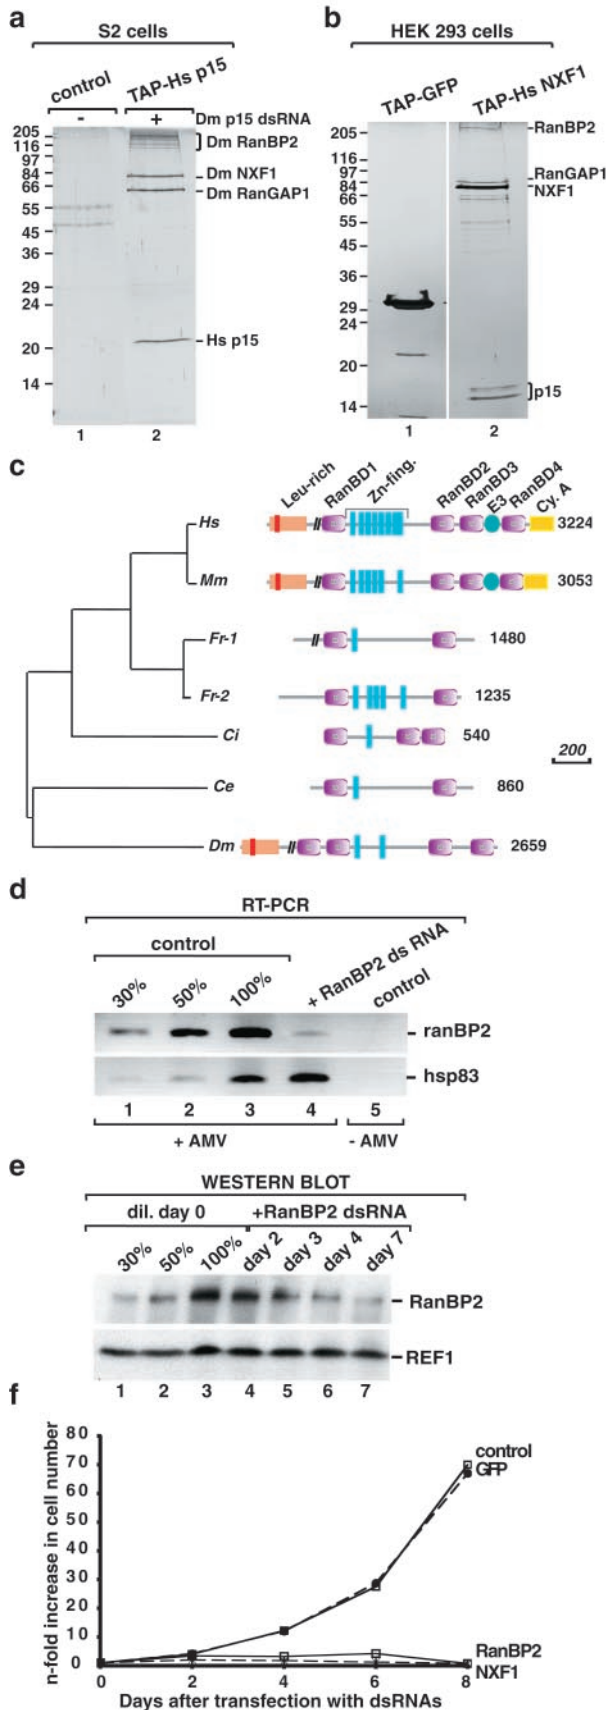 a
S2 cells
control
TAP-Hs p15
- + Dm p15 dsRNA
205
116
97
84
66
55
45
36
29
24
20
14
Dm RanBP2
Dm NXF1
Dm RanGAP1
Hs p15
1 2
b
HEK 293 cells
TAP-GFP
TAP-Hs NXF1
205
116
97
84
66
55
45
36
29
24
20
14
RanBP2
RanGAP1
NXF1
p15
1 2
c
Leu-rich
RanBD1
Zn-fing.
RanBD2
RanBD3
E3
RanBD4
Cy. A
Hs 3224
Mm 3053
Fr-1 1480
Fr-2 1235
Ci 540
200
Ce 860
Dm 2659
d
RT-PCR
control
30% 50% 100% + RanBP2 ds RNA control
ranBP2
hsp83
1 2 3 4 5
+ AMV - AMV
e
WESTERN BLOT
dil. day 0 +RanBP2 dsRNA
30% 50% 100% day 2 day 3 day 4 day 7
RanBP2
REF1
1 2 3 4 5 6 7
f
n-fold increase in cell number
80
70
60
50
40
30
20
10
0
control
GFP
RanBP2
NXF1
0 2 4 6 8
Days after transfection with dsRNAs